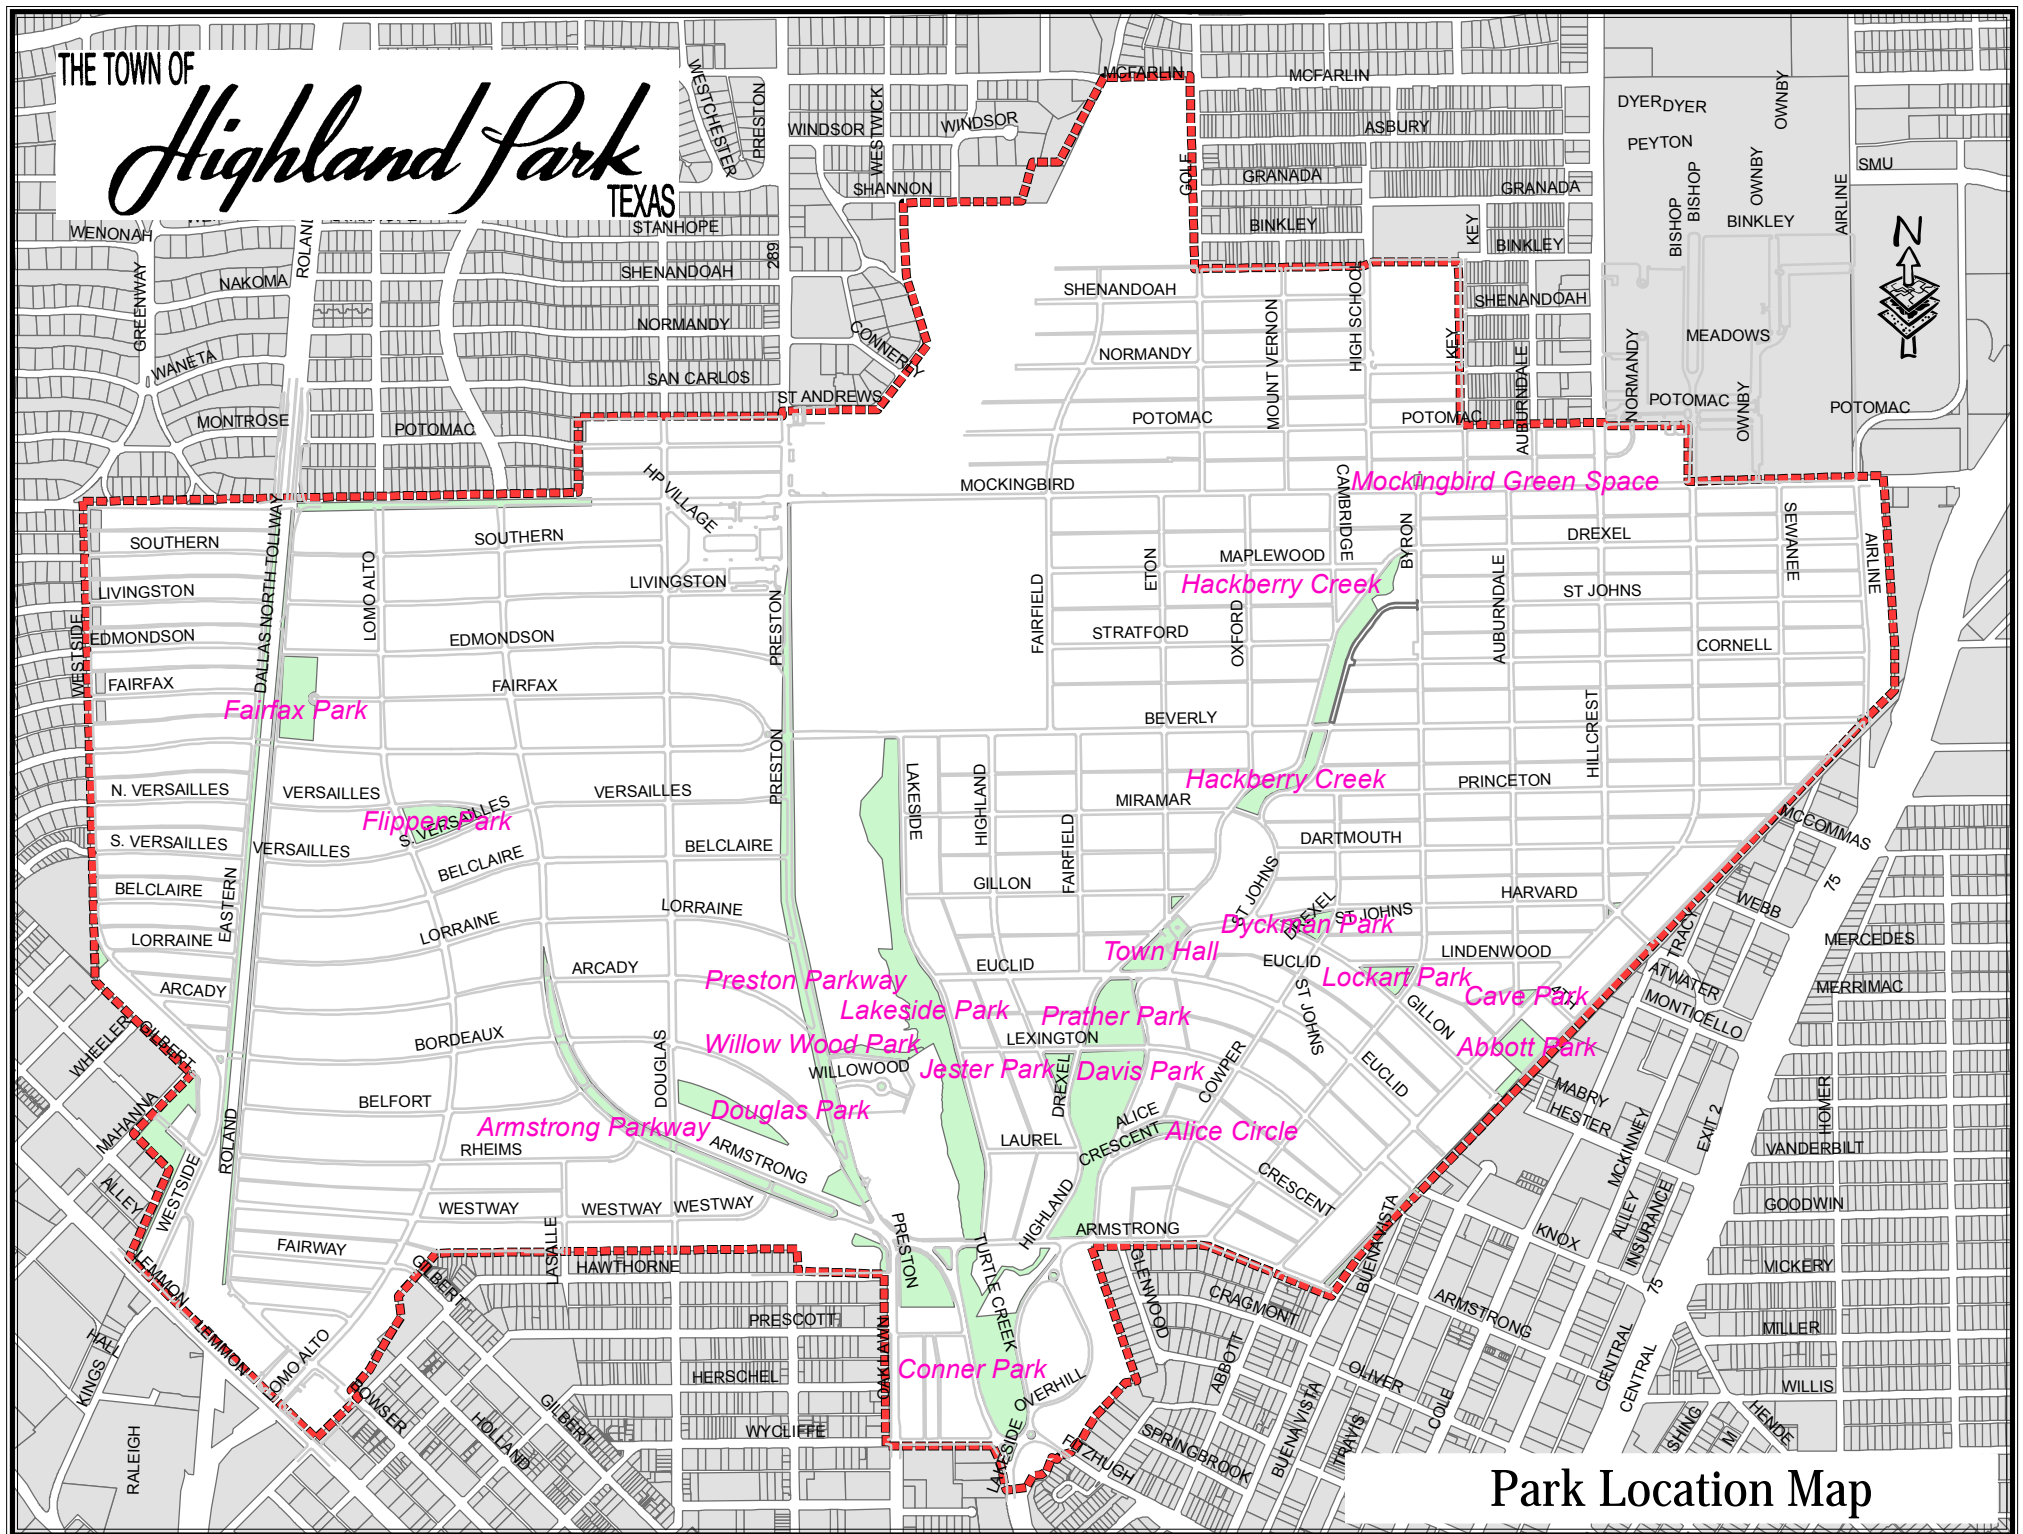 THE TOWN OF
Highland Park
TEXAS
MCFARLIN
MCFARLIN
WESTCHESTER
PRESTON
WINDSOR
WESTWICK
WINDSOR
ASBURY
DYER
DYER
OWNBY
PEYTON
SMU
SHANNON
GOLF
GRANADA
GRANADA
BISHOP
OWNBY
AIRLINE
WENONAH
ROLAND
STANHOPE
289
BINKLEY
KEY
BINKLEY
BISHOP
BINKLEY
N
GREENWAY
NAKOMA
SHENANDOAH
SHENANDOAH
SHENANDOAH
NORMANDY
CONNERLY
NORMANDY
MOUNT VERNON
HIGH SCHOOL
KEY
AUBURNDALE
NORMANDY
MEADOWS
WANETA
SAN CARLOS
ST ANDREWS
MONTROSE
POTOMAC
POTOMAC
POTOMAC
POTOMAC
OWNBY
POTOMAC
HP VILLAGE
MOCKINGBIRD
CAMBRIDGE
Mockingbird Green Space
SOUTHERN
DALLAS NORTH TOLLWAY
LOMO ALTO
SOUTHERN
ETON
MAPLEWOOD
BYRON
DREXEL
SEWANEE
AIRLINE
LIVINGSTON
LIVINGSTON
PRESTON
FAIRFIELD
Hackberry Creek
AUBURNDALE
ST JOHNS
WESTSIDE
EDMONDSON
EDMONDSON
STRATFORD
OXFORD
CORNELL
FAIRFAX
FAIRFAX
Fairfax Park
BEVERLY
HILLCREST
PRESTON
N. VERSAILLES
VERSAILLES
VERSAILLES
LAKESIDE
HIGHLAND
Hackberry Creek
MIRAMAR
PRINCETON
Flippen Park
S. VERSAILLES
S. VERSAILLES
VERSAILLES
BELCLAIRE
BELCLAIRE
FAIRFIELD
DARTMOUTH
MCCOMMAS
75
BELCLAIRE
EASTERN
GILLON
ST JOHNS
HARVARD
WEBB
LORRAINE
LORRAINE
LORRAINE
DREXEL
ST JOHNS
Dyckman Park
TRACY
MERCEDES
Town Hall
LINDENWOOD
ARCADY
ARCADY
EUCLID
EUCLID
Preston Parkway
Lockart Park
Cave Park
ATWATER
MERRIMAC
MONTICELLO
Lakeside Park
Prather Park
ST JOHNS
GILLON
WHEELER
GILBERT
BORDEAUX
DOUGLAS
Willow Wood Park
LEXINGTON
Abbott Park
WILLOWOOD
Jester Park
Davis Park
DREXEL
COWPER
EUCLID
MAHANNA
BELFORT
Douglas Park
MABRY
HESTER
EXIT 2
HOMER
Armstrong Parkway
ALICE
Alice Circle
ROLAND
RHEIMS
ARMSTRONG
LAUREL
CRESCENT
MCKINNEY
VANDERBILT
ALLEY
WESTSIDE
WESTWAY
WESTWAY
WESTWAY
HIGHLAND
CRESCENT
BUENA VISTA
ALLEY
INSURANCE
GOODWIN
FAIRWAY
LASALLE
PRESTON
TURTLE CREEK
ARMSTRONG
KNOX
LEMMON
GILBERT
HAWTHORNE
GLENWOOD
CRAGMONT
75
VICKERY
PRESCOTT
ARMSTRONG
MILLER
HALL
LEMMON
LOMO ALTO
OAKLAWN
ABBOTT
CENTRAL
CENTRAL
KINGS
HERSCHEL
Conner Park
OVERHILL
OLIVER
COLE
WILLIS
BOWSER
GILBERT
HOLLAND
WYCLIFFE
LAKESIDE
FITZHUGH
SPRINGBROOK
BUENA VISTA
TRAVIS
SHING
M
HENDE
RALEIGH
Park Location Map